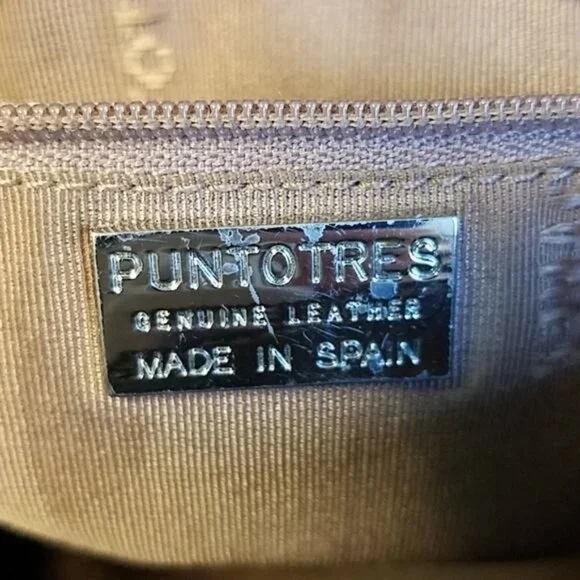 PUNTOTRES
GENUINE LEATHER
MADE IN SPAIN